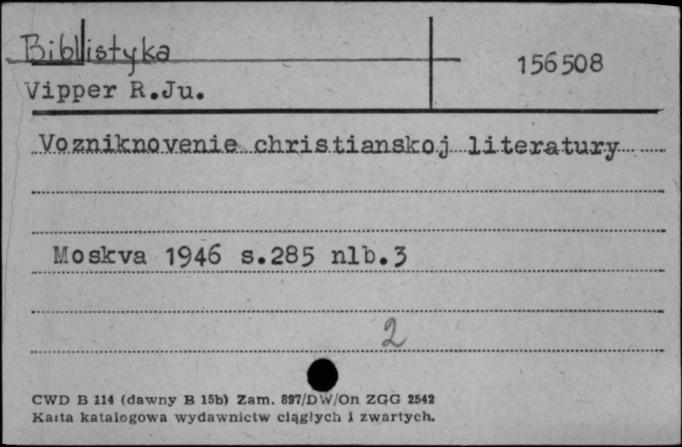 Biblistyka
156508
Vipper R.Ju.
Vozniknovenie christianskoj literatury
Moskva 1946 s.285 nlb.3
2
CWD B 114 (dawny B 15b) Zam. 897/DW/On ZGG 2542
Karta katalogowa wydawnictw ciągłych i zwartych.